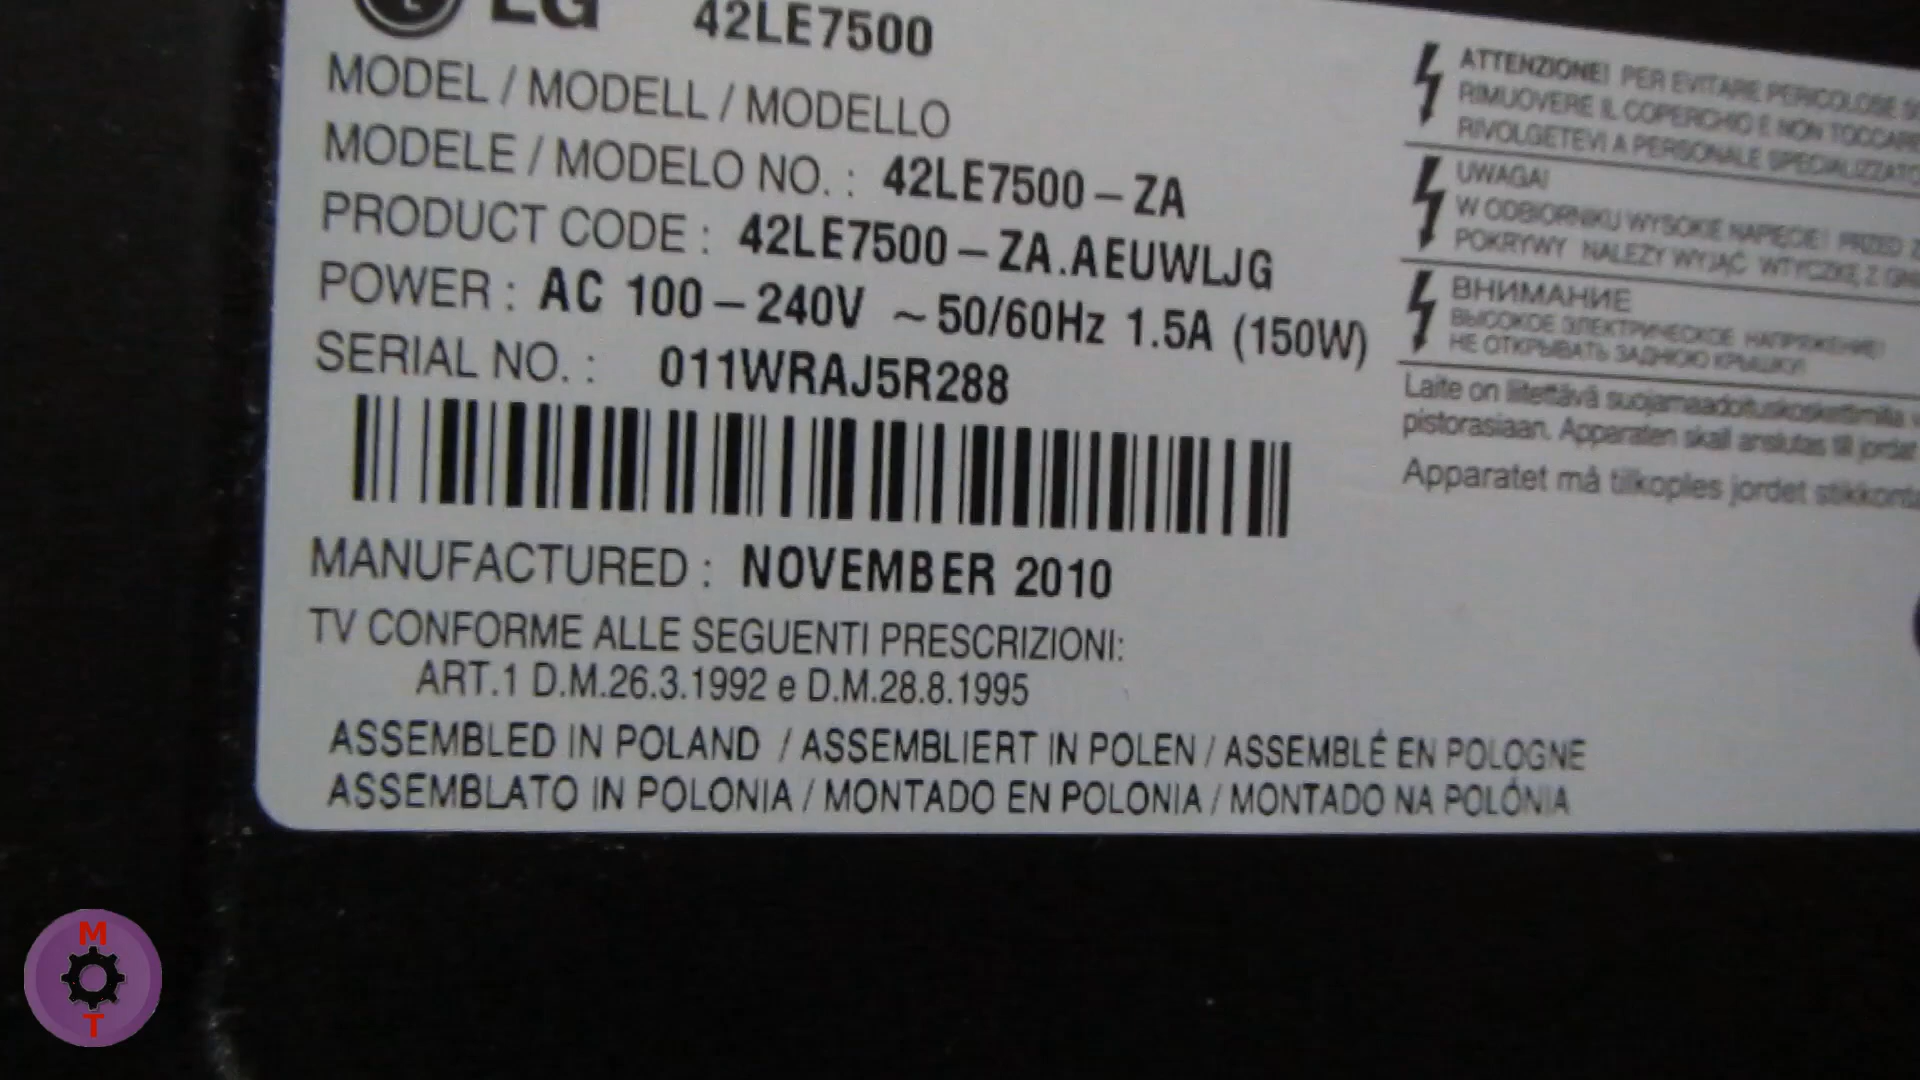 LG 42LE7500
MODEL / MODELL / MODELLO
MODELE / MODELO NO. : 42LE7500-ZA
PRODUCT CODE : 42LE7500-ZA.AEUWLJG
POWER : AC 100-240V ~50/60Hz 1.5A (150W)
SERIAL NO. : 011WRAJ5R288
MANUFACTURED : NOVEMBER 2010
TV CONFORME ALLE SEGUENTI PRESCRIZIONI:
ART.1 D.M.26.3.1992 e D.M.28.8.1995
ASSEMBLED IN POLAND / ASSEMBLIERT IN POLEN / ASSEMBLÉ EN POLOGNE
ASSEMBLATO IN POLONIA / MONTADO EN POLONIA / MONTADO NA POLÓNIA
ATTENZIONE! PER EVITARE PERICOLOSE
RIMUOVERE IL COPERCHIO E NON TOCCARE
RIVOLGETEVI A PERSONALE SPECIALIZZATO
UWAGA!
W ODBIORNIKU WYSOKIE NAPIĘCIE! PRZED
POKRYWY NALEŻY WYJĄĆ WTYCZKĘ Z
ВНИМАНИЕ
ВЫСОКОЕ ЭЛЕКТРИЧЕСКОЕ НАПРЯЖЕНИЕ!
НЕ ОТКРЫВАТЬ ЗАДНЮЮ КРЫШКУ!
Laite on liitettävä suojamaadoituskoskettimilla
pistorasiaan. Apparaten skall anslutas till jordat
Apparatet må tilkoples jordet
M
T